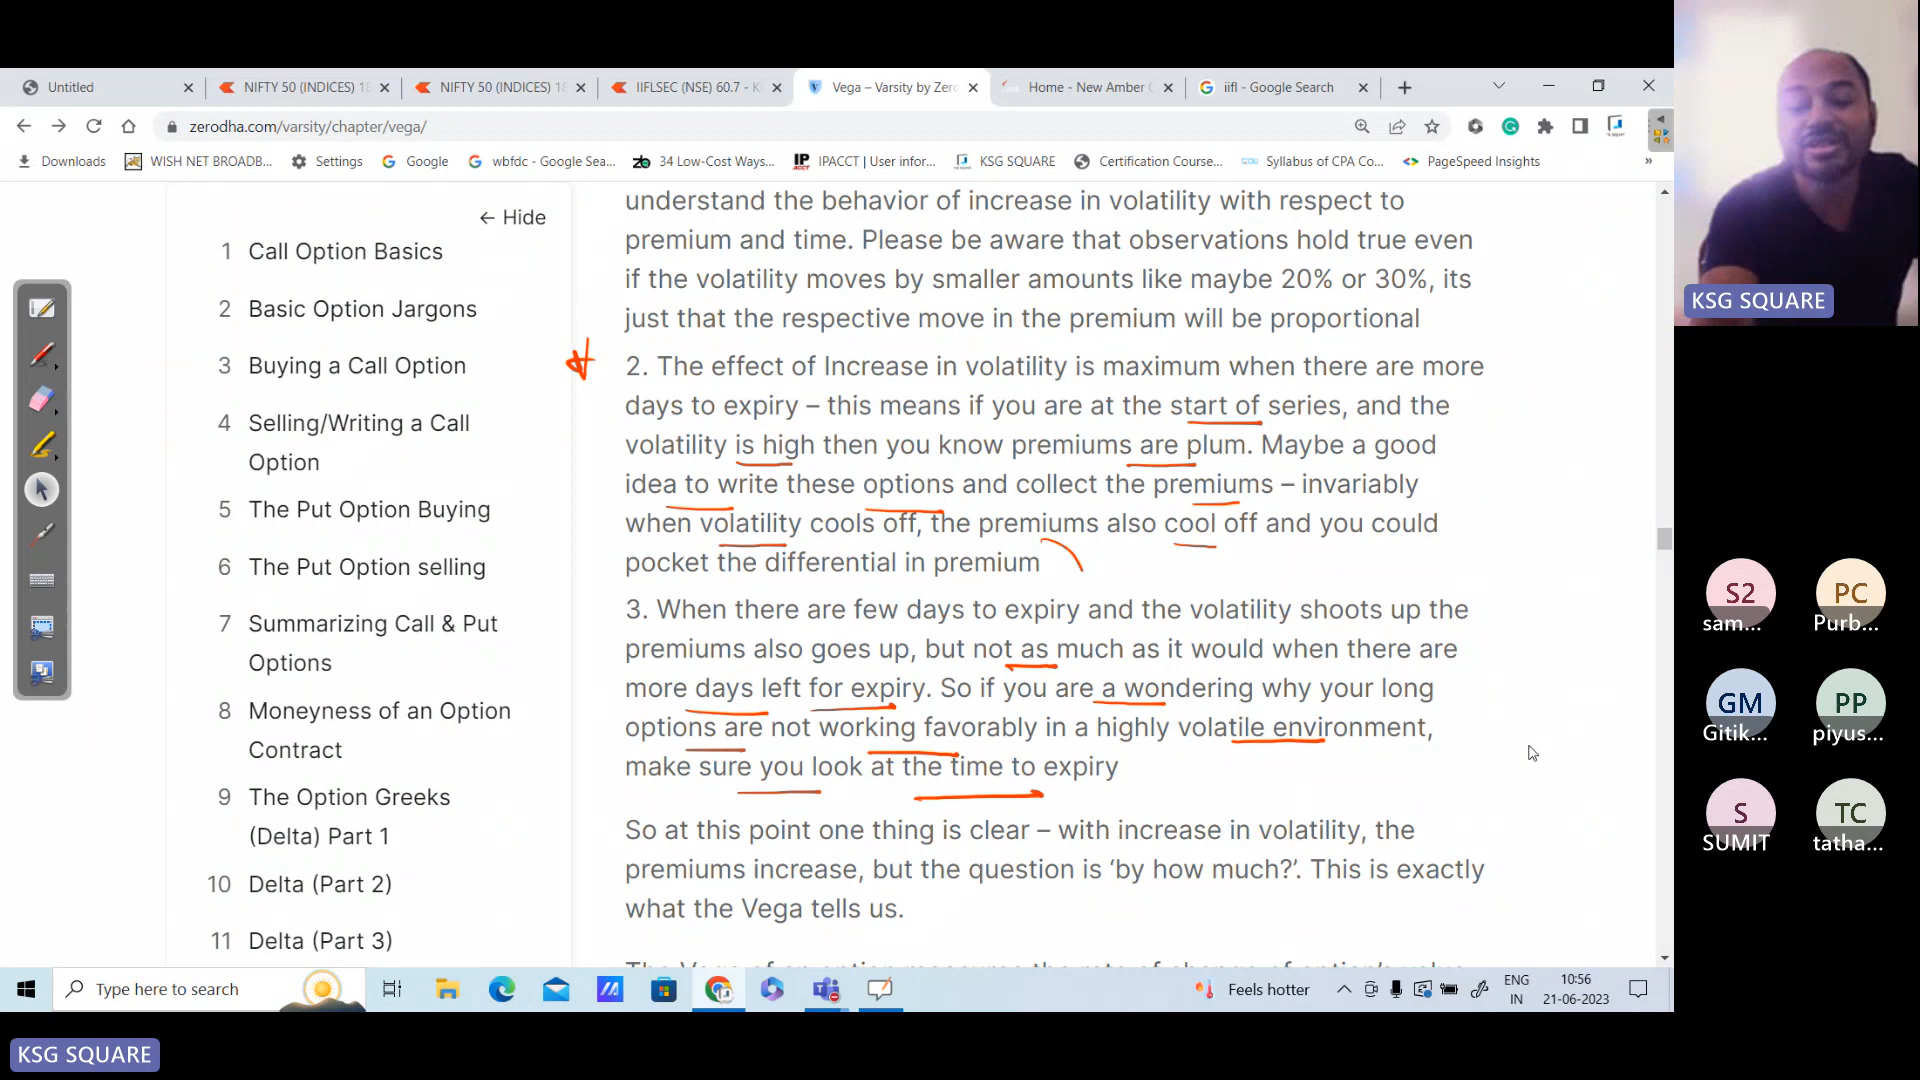 Untitled
NIFTY 50 (INDICES) 18
NIFTY 50 (INDICES) 18
IIFLSEC (NSE) 60.7 - Ki
Vega – Varsity by Zero
Home - New Amber C
iifl - Google Search
zerodha.com/varsity/chapter/vega/
Downloads
WISH NET BROADB...
Settings
Google
wbfdc - Google Sea...
34 Low-Cost Ways...
IPACCT | User infor...
KSG SQUARE
Certification Course...
Syllabus of CPA Co...
PageSpeed Insights
»
← Hide
1 Call Option Basics
2 Basic Option Jargons
3 Buying a Call Option
4 Selling/Writing a Call
Option
5 The Put Option Buying
6 The Put Option selling
7 Summarizing Call & Put
Options
8 Moneyness of an Option
Contract
9 The Option Greeks
(Delta) Part 1
10 Delta (Part 2)
11 Delta (Part 3)
understand the behavior of increase in volatility with respect to
premium and time. Please be aware that observations hold true even
if the volatility moves by smaller amounts like maybe 20% or 30%, its
just that the respective move in the premium will be proportional
2. The effect of Increase in volatility is maximum when there are more
days to expiry – this means if you are at the start of series, and the
volatility is high then you know premiums are plum. Maybe a good
idea to write these options and collect the premiums – invariably
when volatility cools off, the premiums also cool off and you could
pocket the differential in premium
3. When there are few days to expiry and the volatility shoots up the
premiums also goes up, but not as much as it would when there are
more days left for expiry. So if you are a wondering why your long
options are not working favorably in a highly volatile environment,
make sure you look at the time to expiry
So at this point one thing is clear – with increase in volatility, the
premiums increase, but the question is ‘by how much?’. This is exactly
what the Vega tells us.
KSG SQUARE
S2
sam...
PC
Purb...
GM
Gitik...
PP
piyus...
S
SUMIT
TC
tatha...
Type here to search
Feels hotter
ENG
IN
10:56
21-06-2023
KSG SQUARE